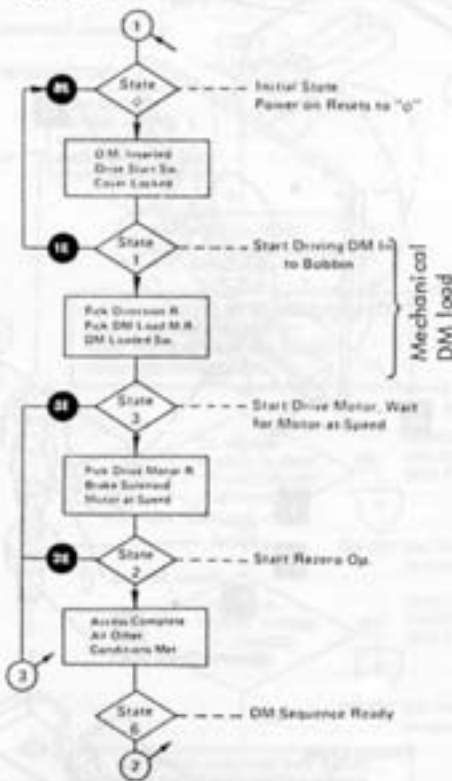 1
State
φ
Initial State
Power on Resets to "φ"
D.M. Inserted
Drive Start Sw.
Cover Locked
1E
State
1
Start Driving DM In
to Bobbin
Pick Direction R
Pick DM Load M.R.
DM Loaded Sw.
Mechanical
DM load
State
3
Start Drive Motor, Wait
for Motor at Speed
Pick Drive Motor R
Brake Solenoid
Motor at Speed
State
2
Start Rezero Op.
Access Complete
All Other
Conditions Met
3
State
6
DM Sequence Ready
2